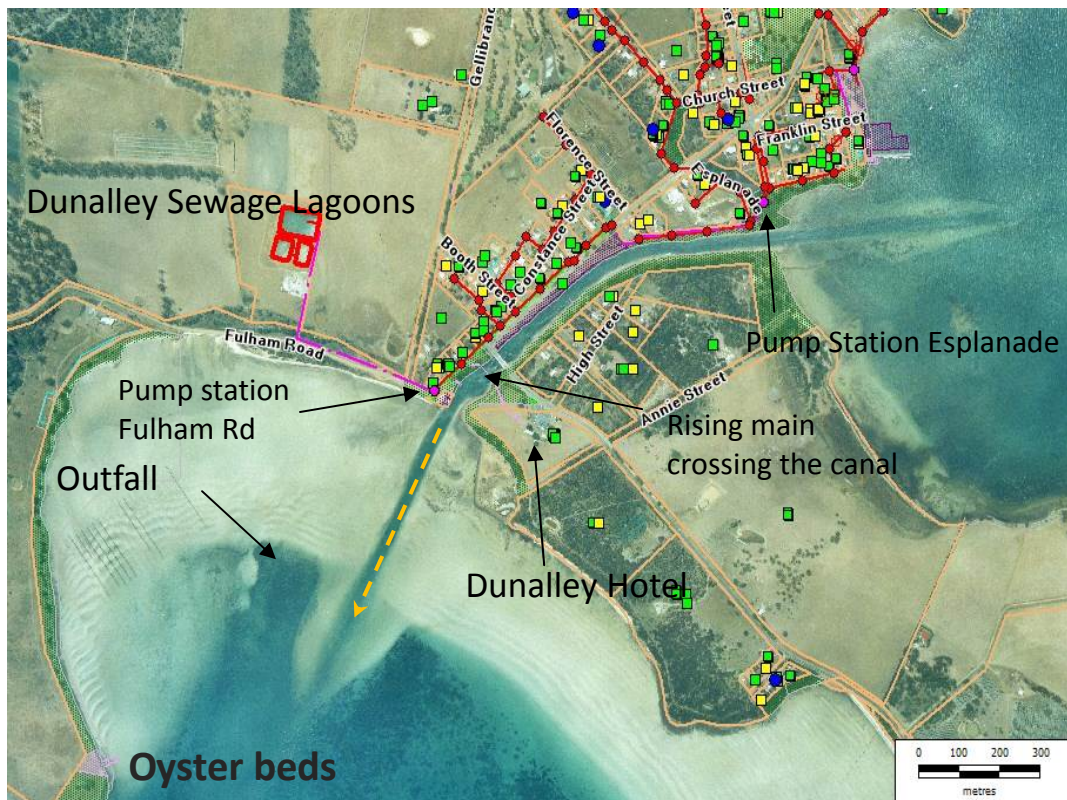 Gellibrand
Church Street
Franklin Street
Florence Street
Esplanade
Dunalley Sewage Lagoons
Booth Street
Constance Street
Fulham Road
High Street
Pump Station Esplanade
Annie Street
Pump station
Fulham Rd
Rising main
crossing the canal
Outfall
Dunalley Hotel
Oyster beds
0 100 200 300
metres